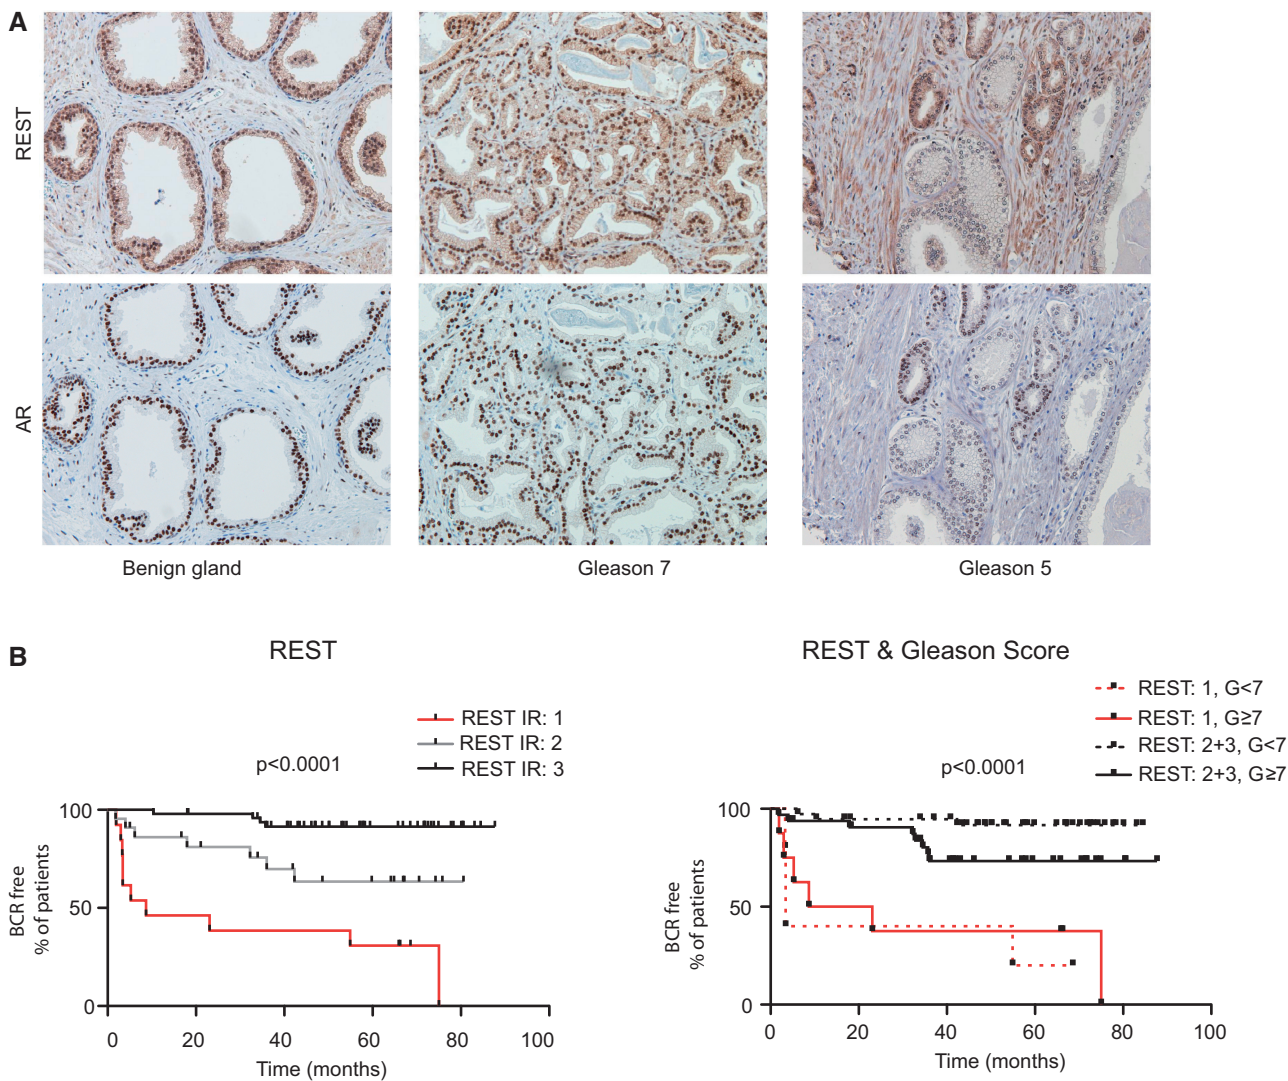 A
REST
AR
Benign gland
Gleason 7
Gleason 5
B
REST
REST IR: 1
REST IR: 2
REST IR: 3
p<0.0001
BCR free
% of patients
100
50
0
0 20 40 60 80 100
Time (months)
REST & Gleason Score
REST: 1, G<7
REST: 1, G≥7
REST: 2+3, G<7
REST: 2+3, G≥7
p<0.0001
BCR free
% of patients
100
50
0
0 20 40 60 80 100
Time (months)